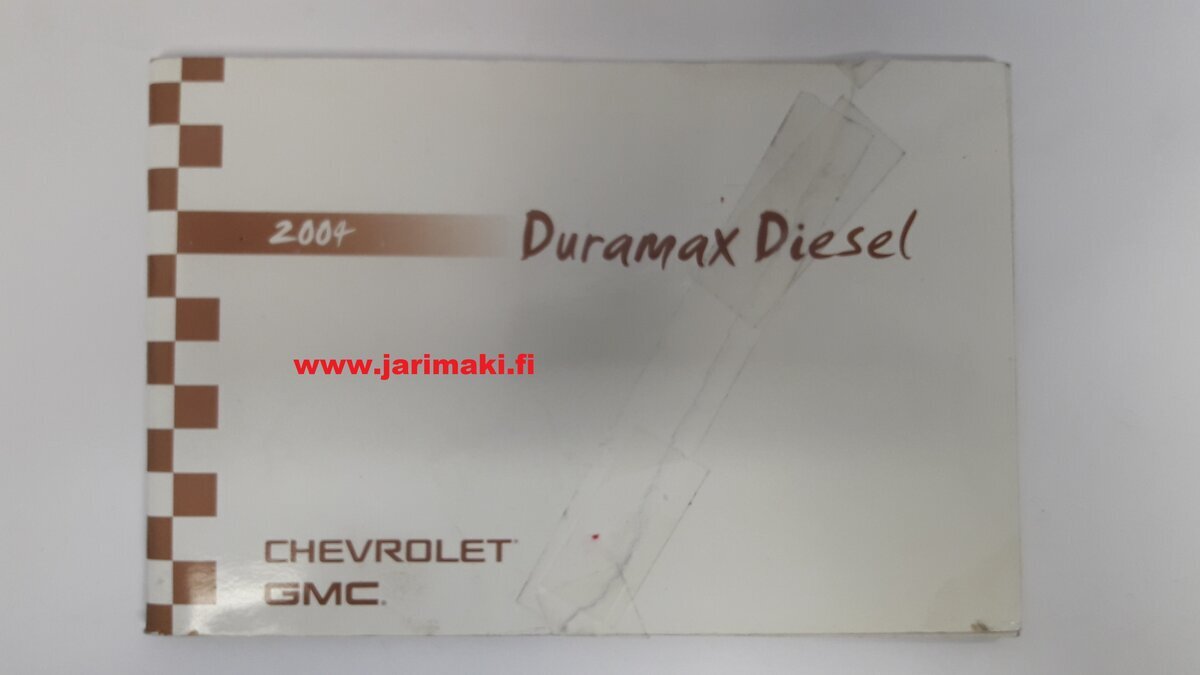 2004 Duramax Diesel
www.jarimaki.fi
CHEVROLET
GMC